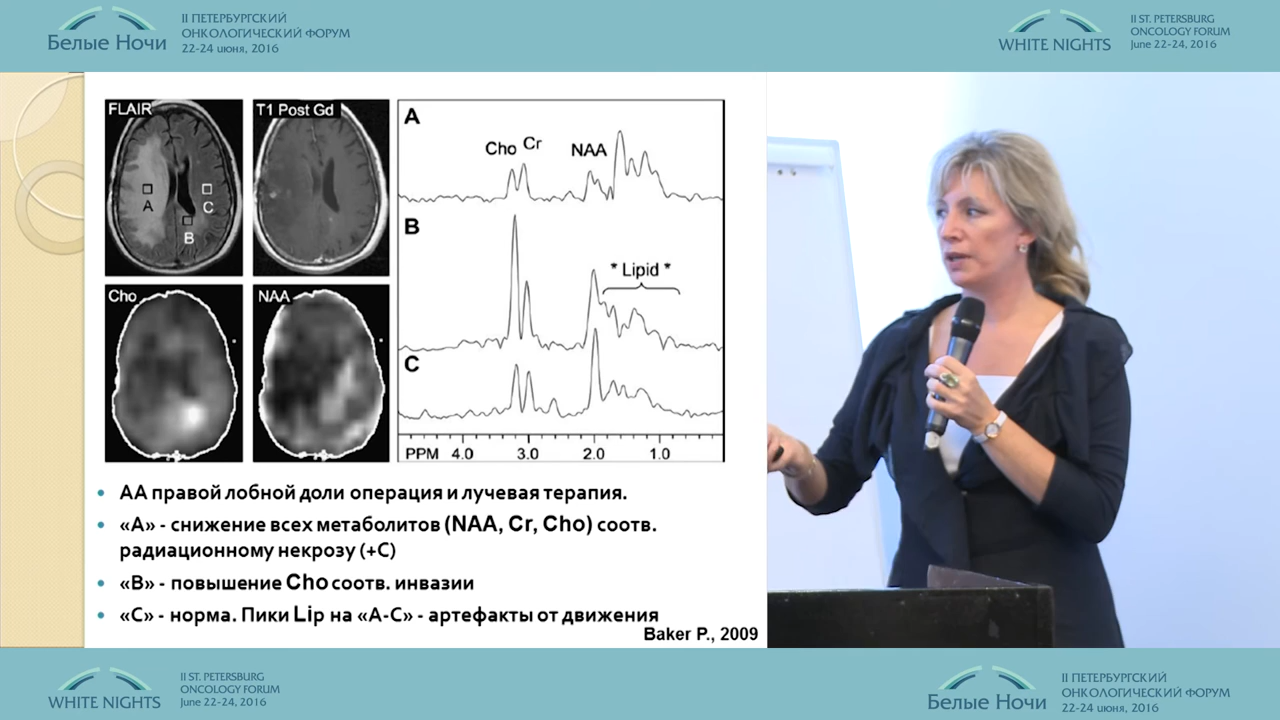 Белые Ночи
II ПЕТЕРБУРГСКИЙ
ОНКОЛОГИЧЕСКИЙ ФОРУМ
22-24 июня, 2016
WHITE NIGHTS
II ST. PETERSBURG
ONCOLOGY FORUM
June 22-24, 2016
FLAIR
A
C
B
T1 Post Gd
Cho
NAA
A
Cho Cr
NAA
B
* Lipid *
C
PPM 4.0 3.0 2.0 1.0
• АА правой лобной доли операция и лучевая терапия.
• «А» - снижение всех метаболитов (NAA, Cr, Cho) соотв.
радиационному некрозу (+С)
• «В» - повышение Cho соотв. инвазии
• «С» - норма. Пики Lip на «А-С» - артефакты от движения
Baker P., 2009
WHITE NIGHTS
II ST. PETERSBURG
ONCOLOGY FORUM
June 22-24, 2016
Белые Ночи
II ПЕТЕРБУРГСКИЙ
ОНКОЛОГИЧЕСКИЙ ФОРУМ
22-24 июня, 2016